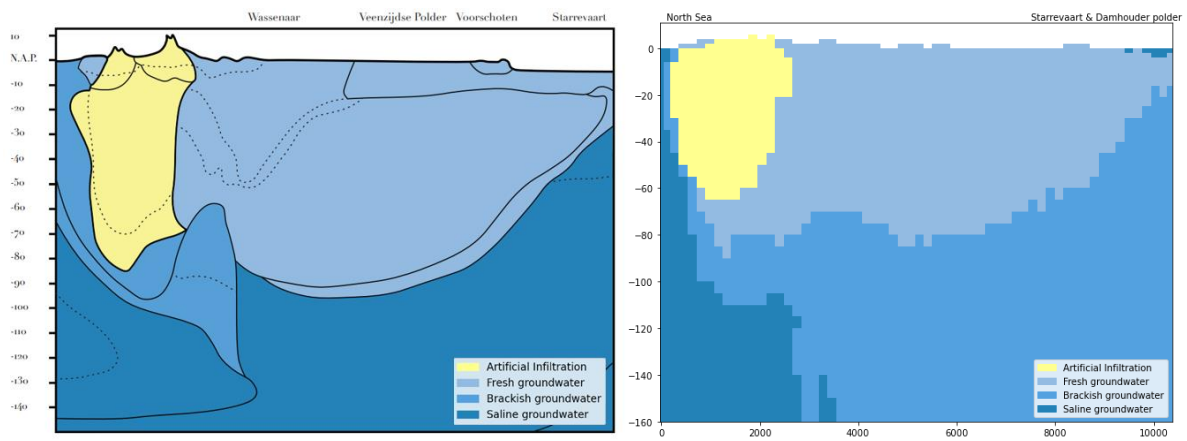 Wassenaar Veenzijdse Polder Voorschoten Starrevaart
10
N.A.P.
-10
-20
-30
-40
-50
-60
-70
-80
-90
-100
-110
-120
-130
-140
Artificial Infiltration
Fresh groundwater
Brackish groundwater
Saline groundwater
North Sea Starrevaart & Damhouder polder
0
−20
−40
−60
−80
−100
−120
−140
−160
Artificial Infiltration
Fresh groundwater
Brackish groundwater
Saline groundwater
0 2000 4000 6000 8000 10000